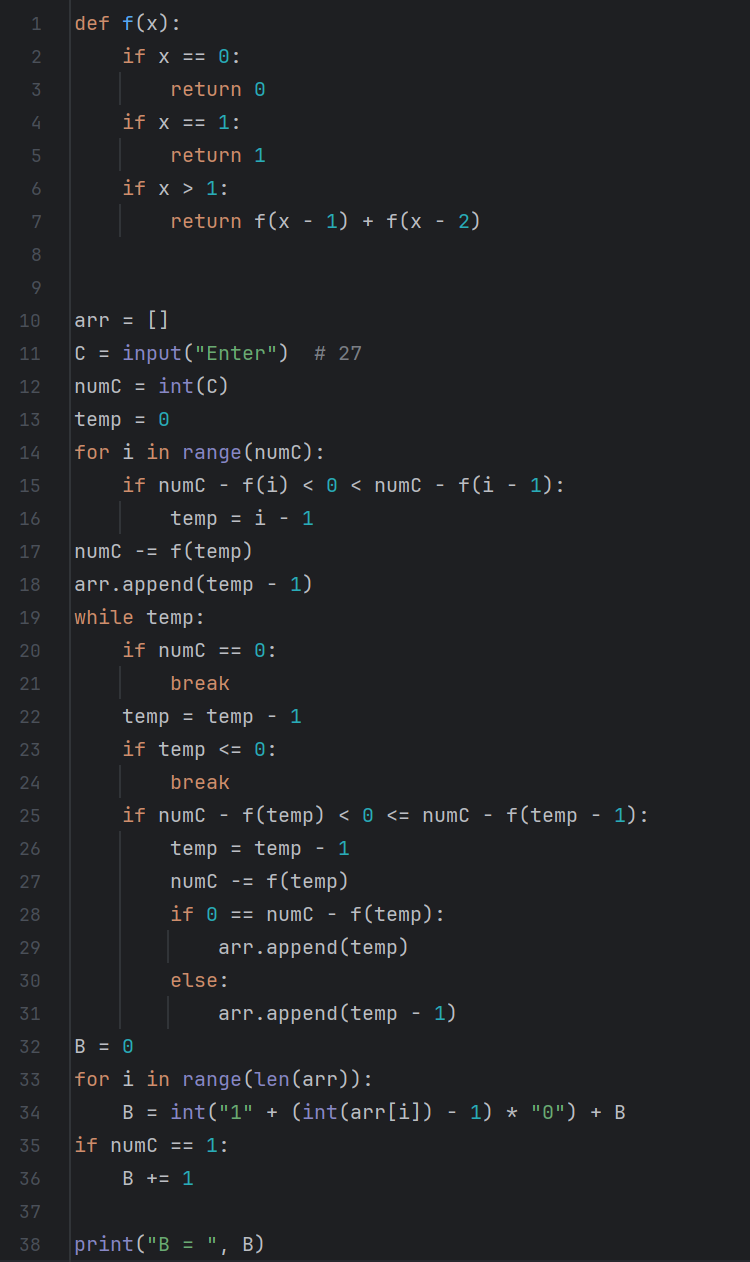 1 def f(x):
2     if x == 0:
3         return 0
4     if x == 1:
5         return 1
6     if x > 1:
7         return f(x - 1) + f(x - 2)
8
9
10 arr = []
11 C = input("Enter")  # 27
12 numC = int(C)
13 temp = 0
14 for i in range(numC):
15     if numC - f(i) < 0 < numC - f(i - 1):
16         temp = i - 1
17 numC -= f(temp)
18 arr.append(temp - 1)
19 while temp:
20     if numC == 0:
21         break
22     temp = temp - 1
23     if temp <= 0:
24         break
25     if numC - f(temp) < 0 <= numC - f(temp - 1):
26         temp = temp - 1
27         numC -= f(temp)
28         if 0 == numC - f(temp):
29             arr.append(temp)
30         else:
31             arr.append(temp - 1)
32 B = 0
33 for i in range(len(arr)):
34     B = int("1" + (int(arr[i]) - 1) * "0") + B
35 if numC == 1:
36     B += 1
37
38 print("B = ", B)